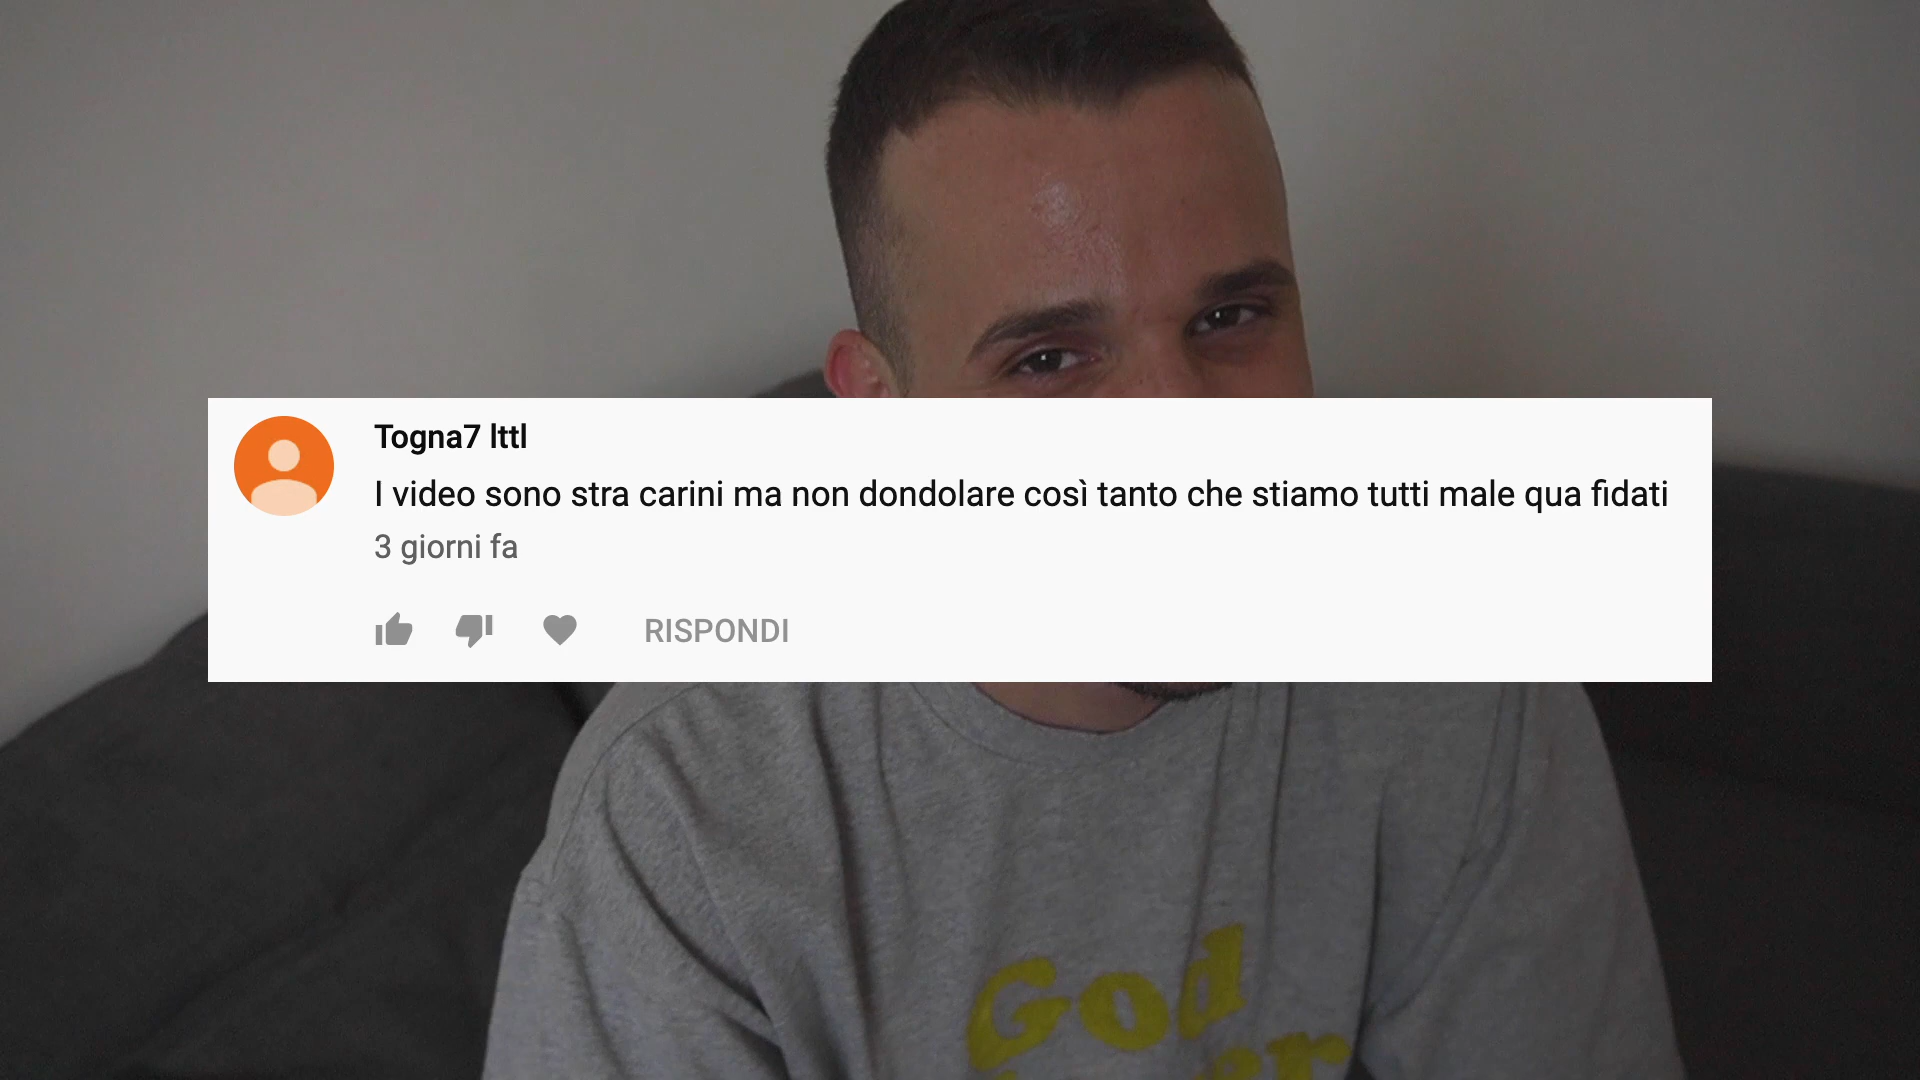 Togna7 lttl
I video sono stra carini ma non dondolare così tanto che stiamo tutti male qua fidati
3 giorni fa
RISPONDI
God